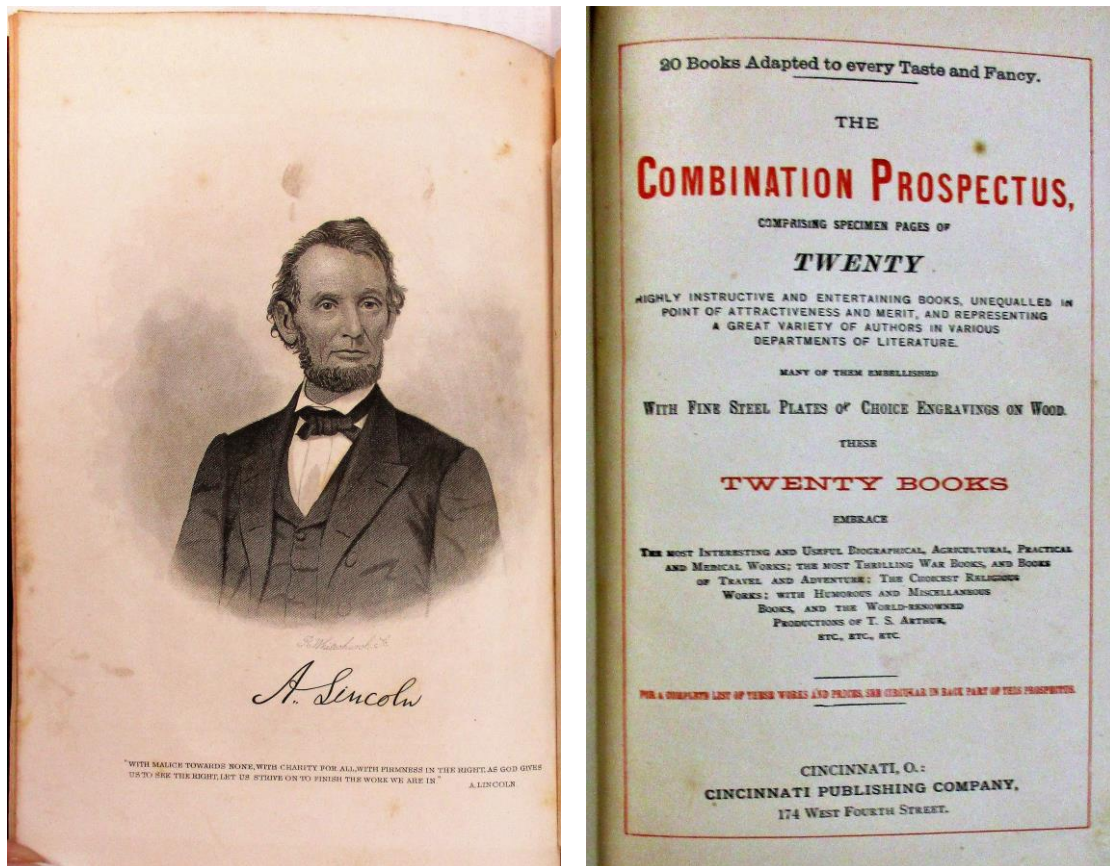 R. Whitechurch. Sc.
A. Lincoln
"WITH MALICE TOWARDS NONE, WITH CHARITY FOR ALL, WITH FIRMNESS IN THE RIGHT, AS GOD GIVES
US TO SEE THE RIGHT, LET US STRIVE ON TO FINISH THE WORK WE ARE IN"
A. LINCOLN
20 Books Adapted to every Taste and Fancy.
THE
COMBINATION PROSPECTUS,
COMPRISING SPECIMEN PAGES OF
TWENTY
HIGHLY INSTRUCTIVE AND ENTERTAINING BOOKS, UNEQUALLED IN
POINT OF ATTRACTIVENESS AND MERIT, AND REPRESENTING
A GREAT VARIETY OF AUTHORS IN VARIOUS
DEPARTMENTS OF LITERATURE.
MANY OF THEM EMBELLISHED
WITH FINE STEEL PLATES OR CHOICE ENGRAVINGS ON WOOD.
THESE
TWENTY BOOKS
EMBRACE
THE MOST INTERESTING AND USEFUL BIOGRAPHICAL, AGRICULTURAL, PRACTICAL
AND MEDICAL WORKS; THE MOST THRILLING WAR BOOKS, AND BOOKS
OF TRAVEL AND ADVENTURE; THE CHOICEST RELIGIOUS
WORKS; WITH HUMOROUS AND MISCELLANEOUS
BOOKS, AND THE WORLD-RENOWNED
PRODUCTIONS OF T. S. ARTHUR,
ETC., ETC., ETC.
FOR A COMPLETE LIST OF THESE WORKS AND PRICES, SEE CIRCULAR IN BACK PART OF THIS PROSPECTUS.
CINCINNATI, O.:
CINCINNATI PUBLISHING COMPANY,
174 WEST FOURTH STREET.